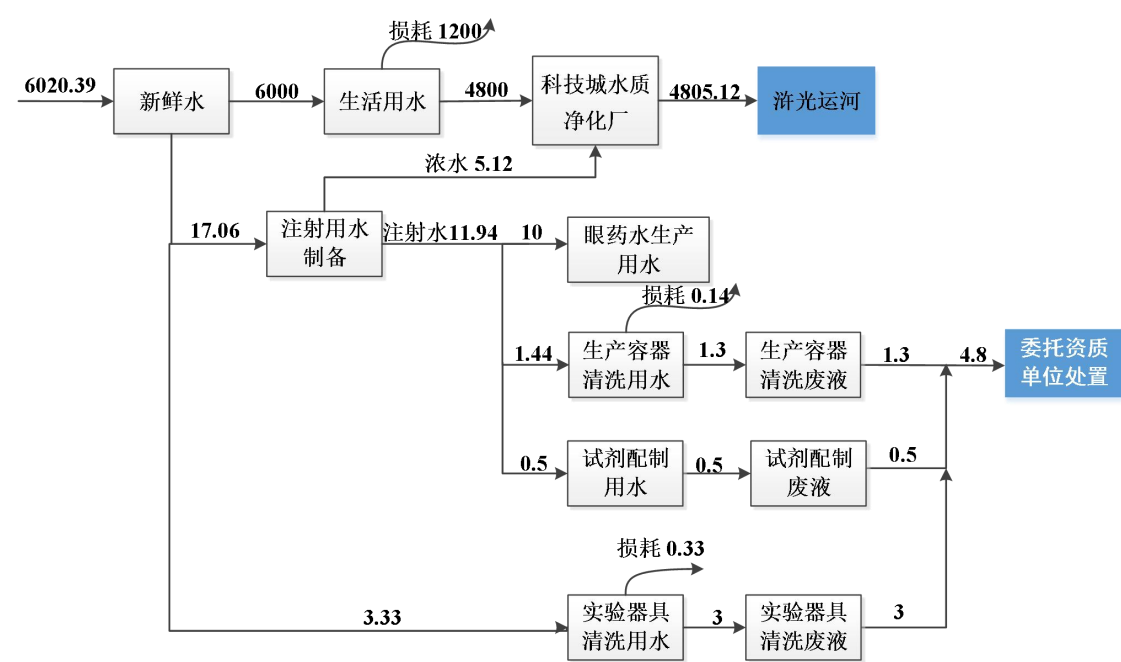 损耗 1200
6020.39
新鲜水
6000
生活用水
4800
科技城水质
净化厂
4805.12
浒光运河
浓水 5.12
17.06
注射用水
制备
注射水11.94
10
眼药水生产
用水
损耗 0.14
1.44
生产容器
清洗用水
1.3
生产容器
清洗废液
1.3
4.8
委托资质
单位处置
0.5
试剂配制
用水
0.5
试剂配制
废液
0.5
损耗 0.33
3.33
实验器具
清洗用水
3
实验器具
清洗废液
3